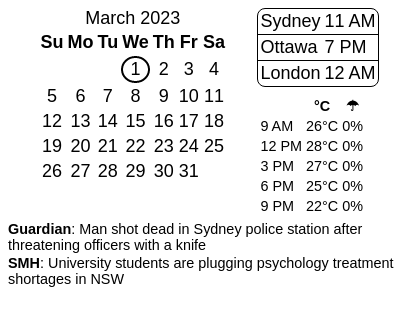 March 2023
Su Mo Tu We Th Fr Sa
1 2 3 4
5 6 7 8 9 10 11
12 13 14 15 16 17 18
19 20 21 22 23 24 25
26 27 28 29 30 31
Sydney 11 AM
Ottawa 7 PM
London 12 AM
°C ☂
9 AM 26°C 0%
12 PM 28°C 0%
3 PM 27°C 0%
6 PM 25°C 0%
9 PM 22°C 0%
Guardian: Man shot dead in Sydney police station after
threatening officers with a knife
SMH: University students are plugging psychology treatment
shortages in NSW